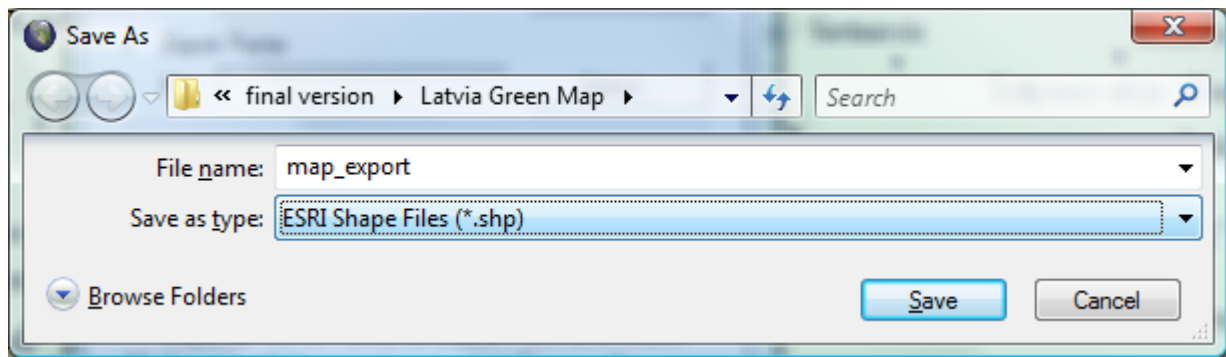 Save As
« final version Latvia Green Map Search
File name: map_export
Save as type: ESRI Shape Files (*.shp)
Browse Folders Save Cancel